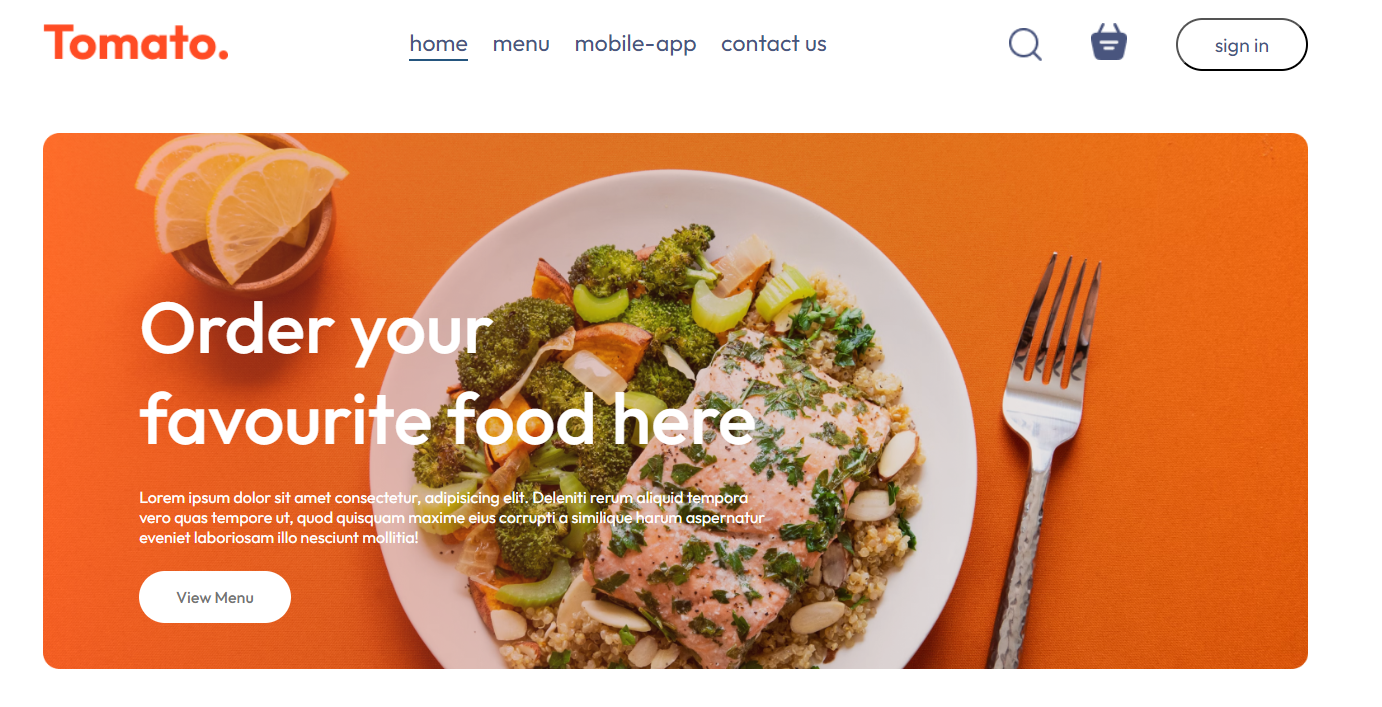 Tomato.
home menu mobile-app contact us
sign in
Order your
favourite food here
Lorem ipsum dolor sit amet consectetur, adipisicing elit. Deleniti rerum aliquid tempora
vero quas tempore ut, quod quisquam maxime eius corrupti a similique harum aspernatur
eveniet laboriosam illo nesciunt mollitia!
View Menu